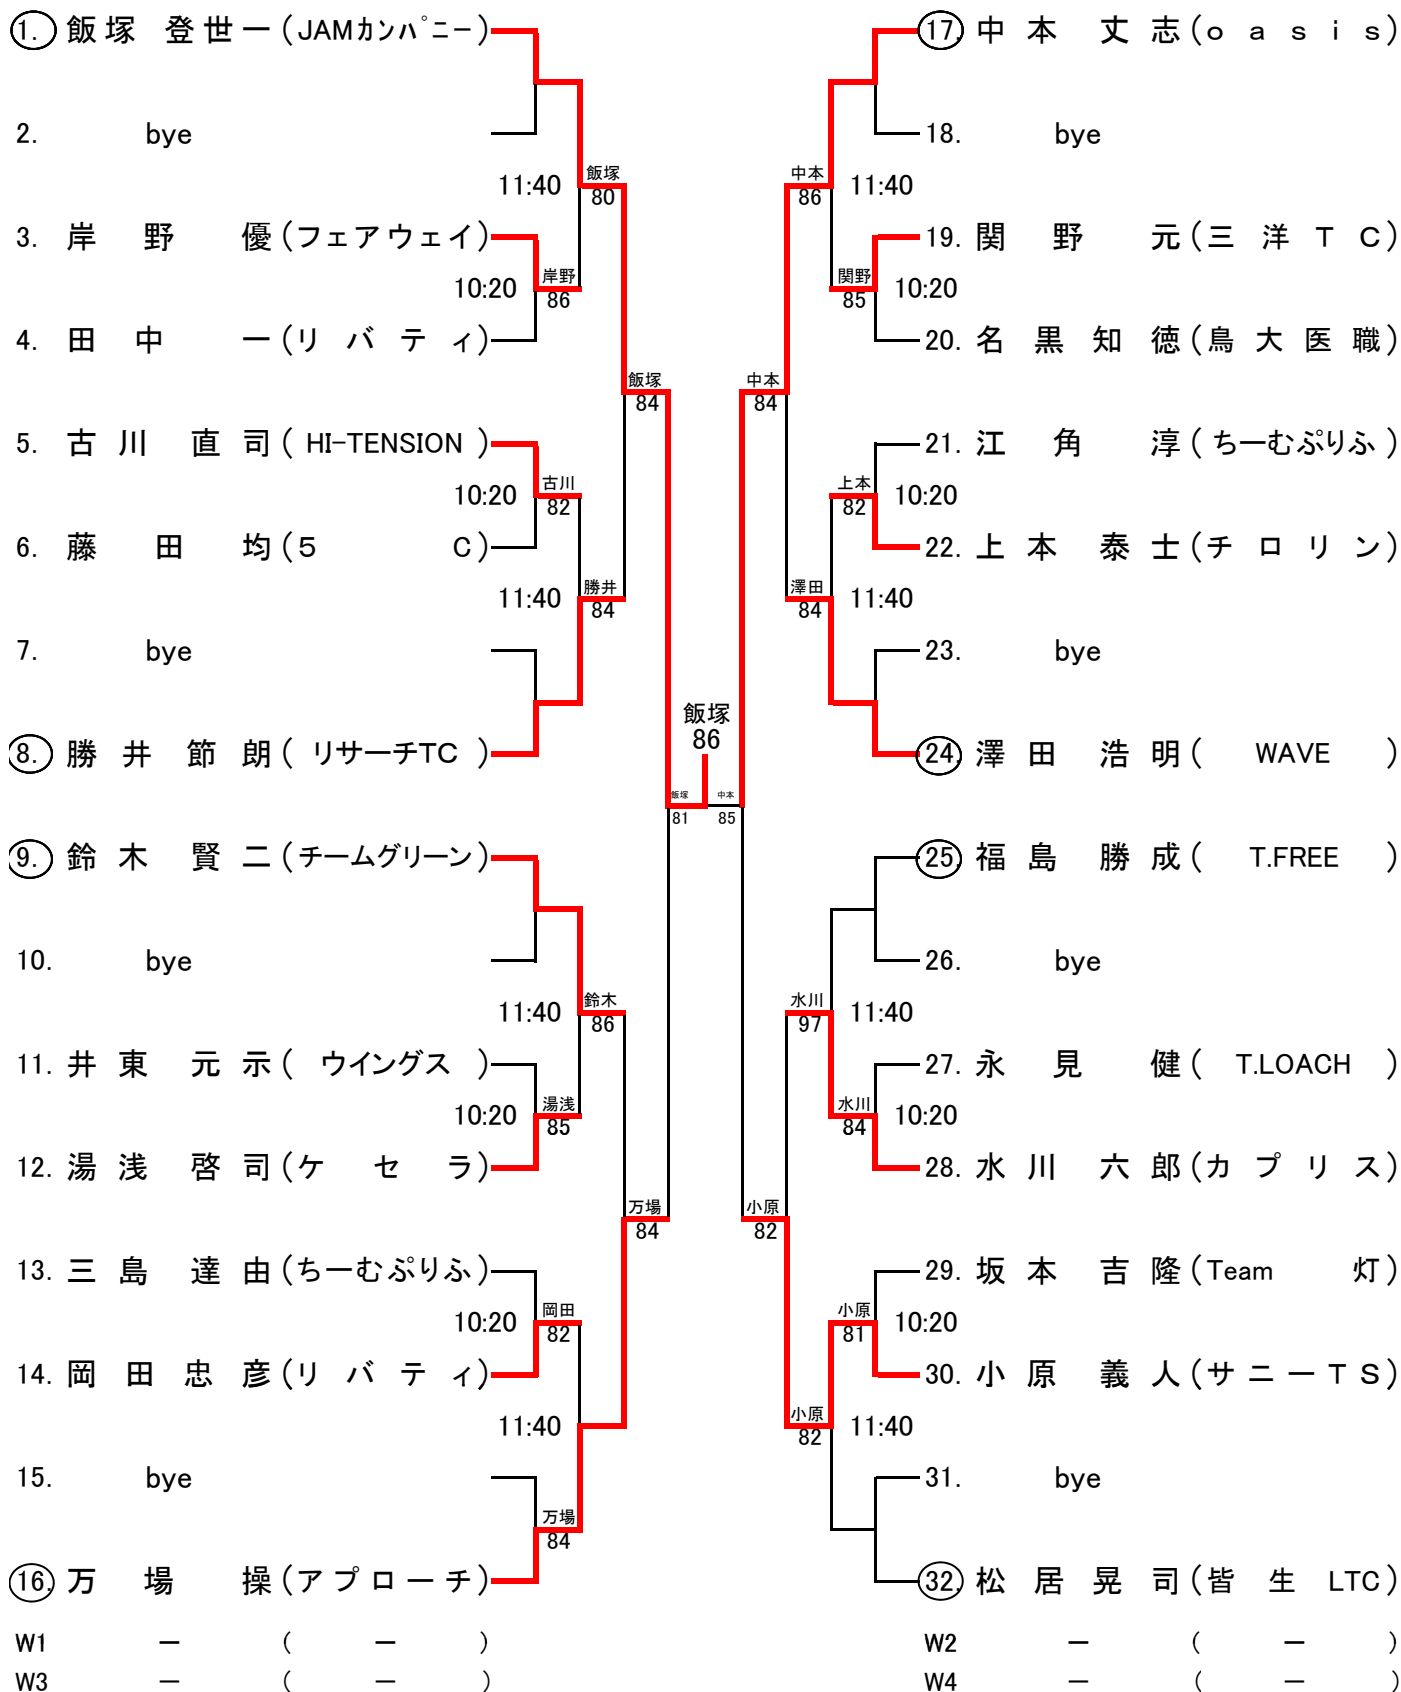 1. 飯塚 登世一 (JAMカンパニー)
2. bye
11:40 飯塚 80
3. 岸野 優 (フェアウェイ)
10:20 岸野 86
4. 田中 一 (リバティ)
飯塚 84
5. 古川 直司 ( HI-TENSION )
10:20 古川 82
6. 藤田 均 (5 C)
11:40 勝井 84
7. bye
8. 勝井 節朗 ( リサーチTC )
9. 鈴木 賢二 (チームグリーン)
10. bye
11:40 鈴木 86
11. 井東 元示 ( ウイングス )
10:20 湯浅 85
12. 湯浅 啓司 (ケセラ)
万場 84
13. 三島 達由 (ちーむぷりふ)
10:20 岡田 82
14. 岡田 忠彦 (リバティ)
11:40
15. bye
万場 84
16. 万場 操 (アプローチ)
W1 ー ( ー )
W3 ー ( ー )
飯塚
86
飯塚 中本
81 85
17. 中本 丈志 (oasis)
18. bye
中本 86 11:40
19. 関野 元 (三洋TC)
関野 85 10:20
20. 名黒 知徳 (鳥大医職)
中本 84
21. 江角 淳 ( ちーむぷりふ )
上本 82 10:20
22. 上本 泰士 (チロリン)
澤田 84 11:40
23. bye
24. 澤田 浩明 ( WAVE )
25. 福島 勝成 ( T.FREE )
26. bye
水川 97 11:40
27. 永見 健 ( T.LOACH )
水川 84 10:20
28. 水川 六郎 (カプリス)
小原 82
29. 坂本 吉隆 (Team 灯)
小原 81 10:20
30. 小原 義人 (サニーTS)
小原 82 11:40
31. bye
32. 松居 晃司 (皆生 LTC)
W2 ー ( ー )
W4 ー ( ー )